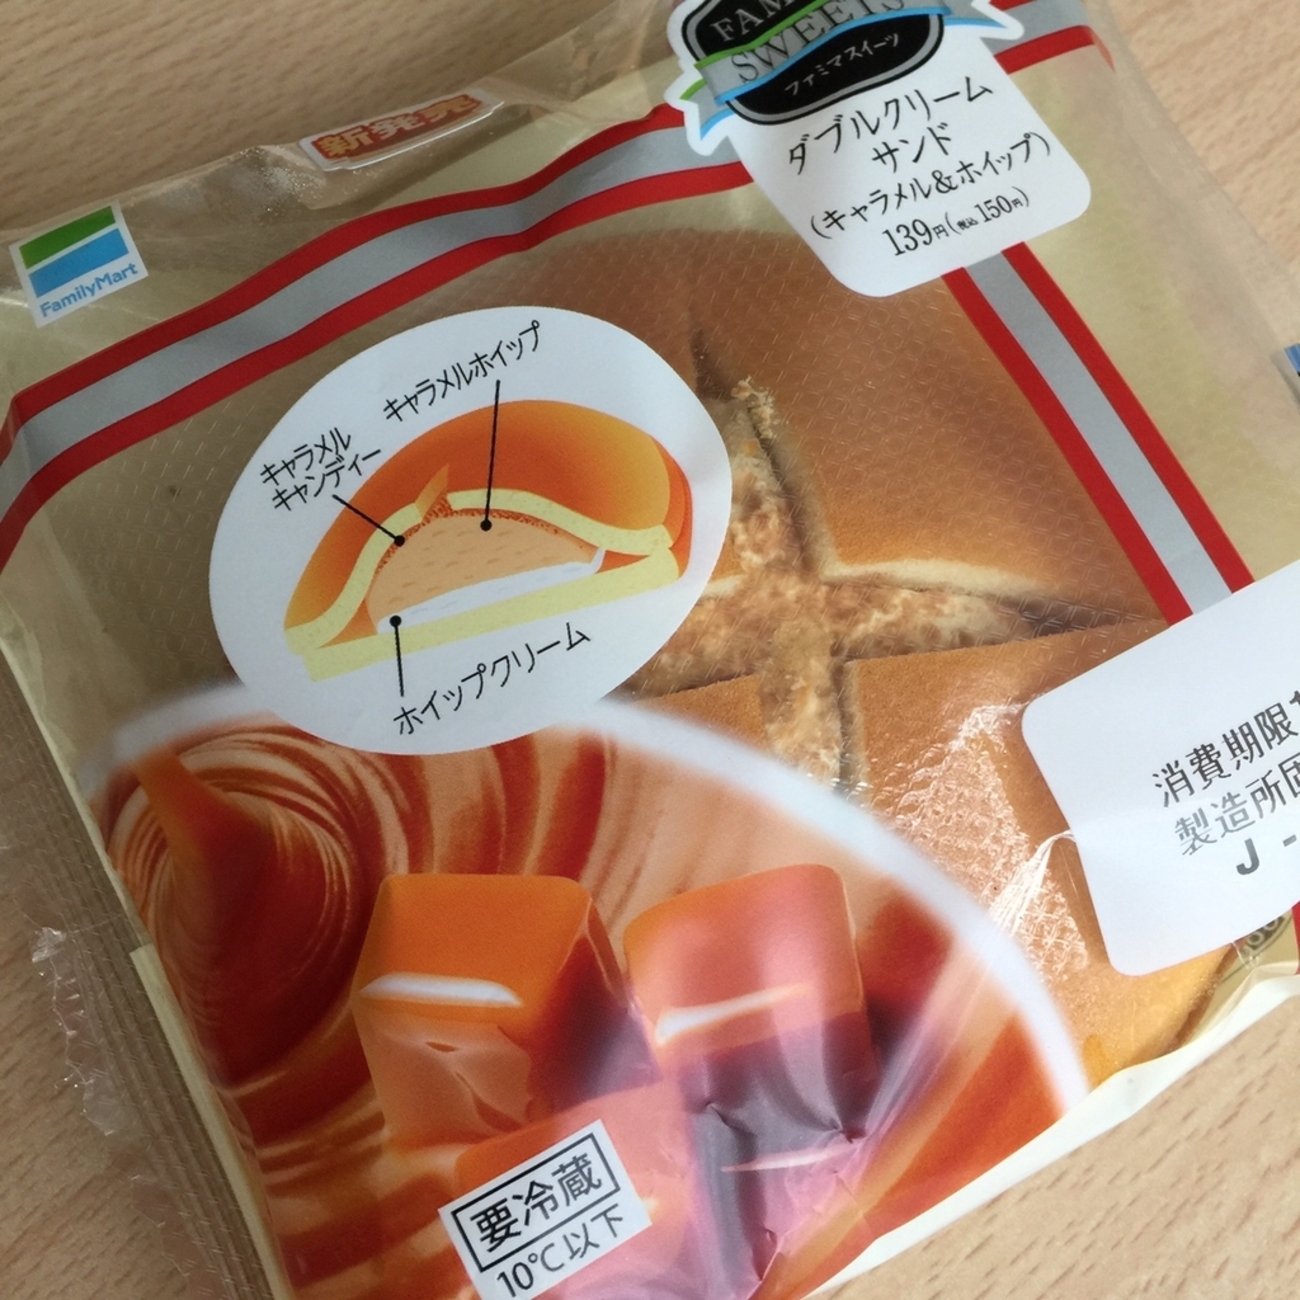 SWEETS
ファミマスイーツ
ダブルクリーム
サンド
(キャラメル&ホイップ)
139円(税込150円)
新発売
FamilyMart
キャラメルホイップ
キャラメル
キャンディー
ホイップクリーム
消費期限
製造所
J -
要冷蔵
10℃以下